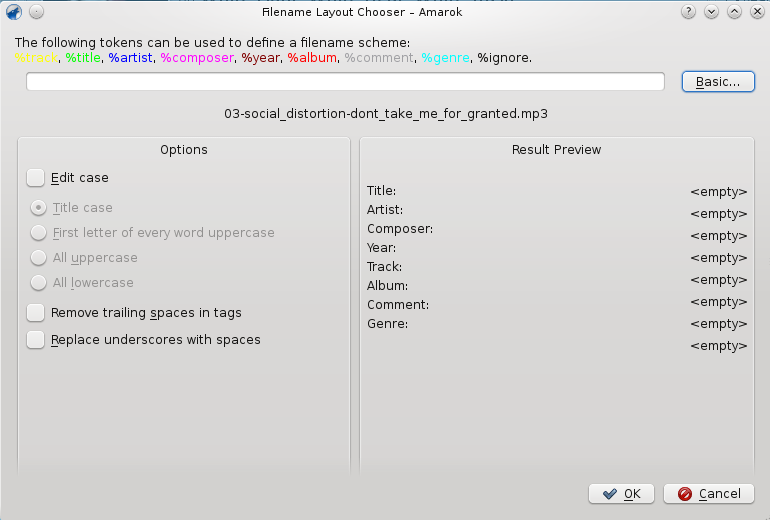 Filename Layout Chooser – Amarok
The following tokens can be used to define a filename scheme:
%track, %title, %artist, %composer, %year, %album, %comment, %genre, %ignore.
Basic...
03-social_distortion-dont_take_me_for_granted.mp3
Options
Edit case
Title case
First letter of every word uppercase
All uppercase
All lowercase
Remove trailing spaces in tags
Replace underscores with spaces
Result Preview
Title: <empty>
Artist: <empty>
Composer: <empty>
Year: <empty>
Track: <empty>
Album: <empty>
Comment: <empty>
Genre: <empty>
OK
Cancel